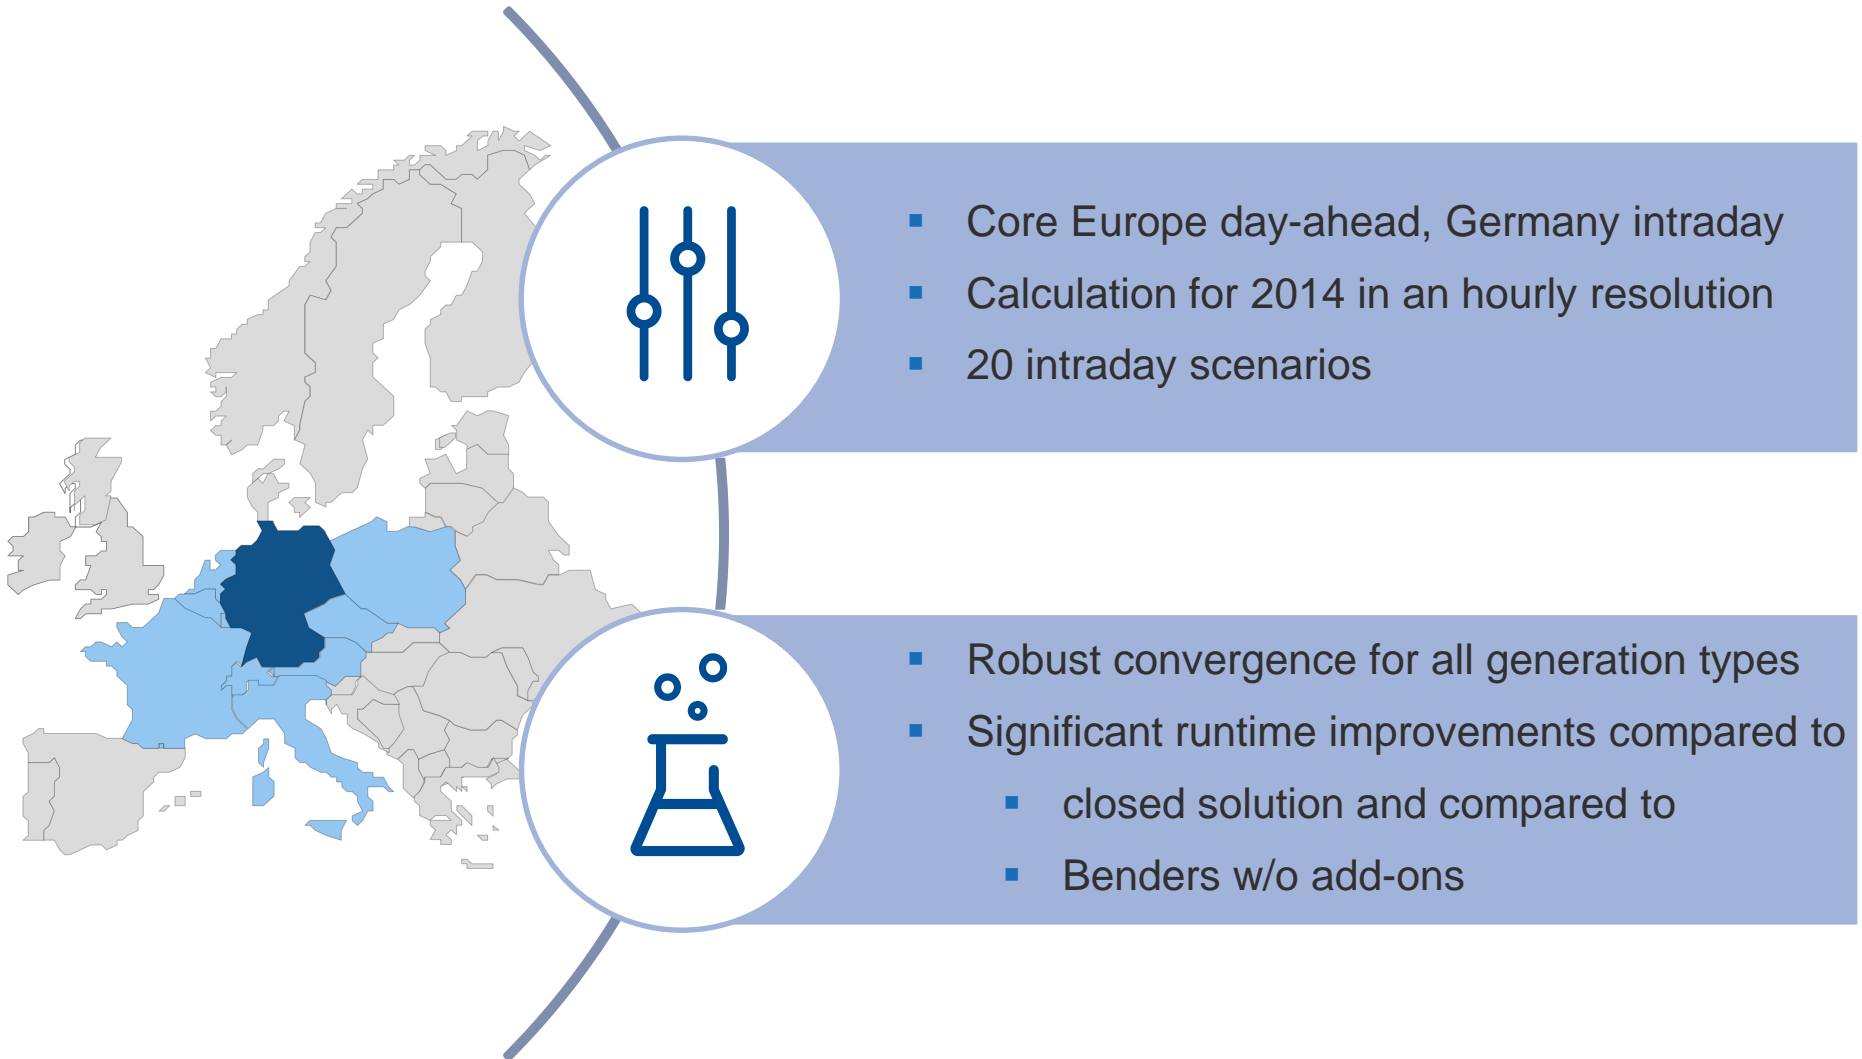 Core Europe day-ahead, Germany intraday
Calculation for 2014 in an hourly resolution
20 intraday scenarios
Robust convergence for all generation types
Significant runtime improvements compared to
closed solution and compared to
Benders w/o add-ons